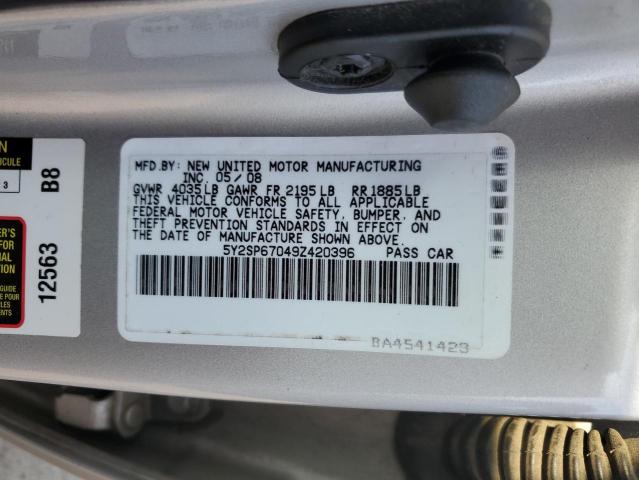 MFD.BY: NEW UNITED MOTOR MANUFACTURING
INC. 05/08
GVWR 4035LB GAWR FR 2195 LB RR 1885 LB
THIS VEHICLE CONFORMS TO ALL APPLICABLE
FEDERAL MOTOR VEHICLE SAFETY, BUMPER, AND
THEFT PREVENTION STANDARDS IN EFFECT ON
THE DATE OF MANUFACTURE SHOWN ABOVE.
5Y2SP67049Z420396 PASS CAR
BA4541423
12563 B8